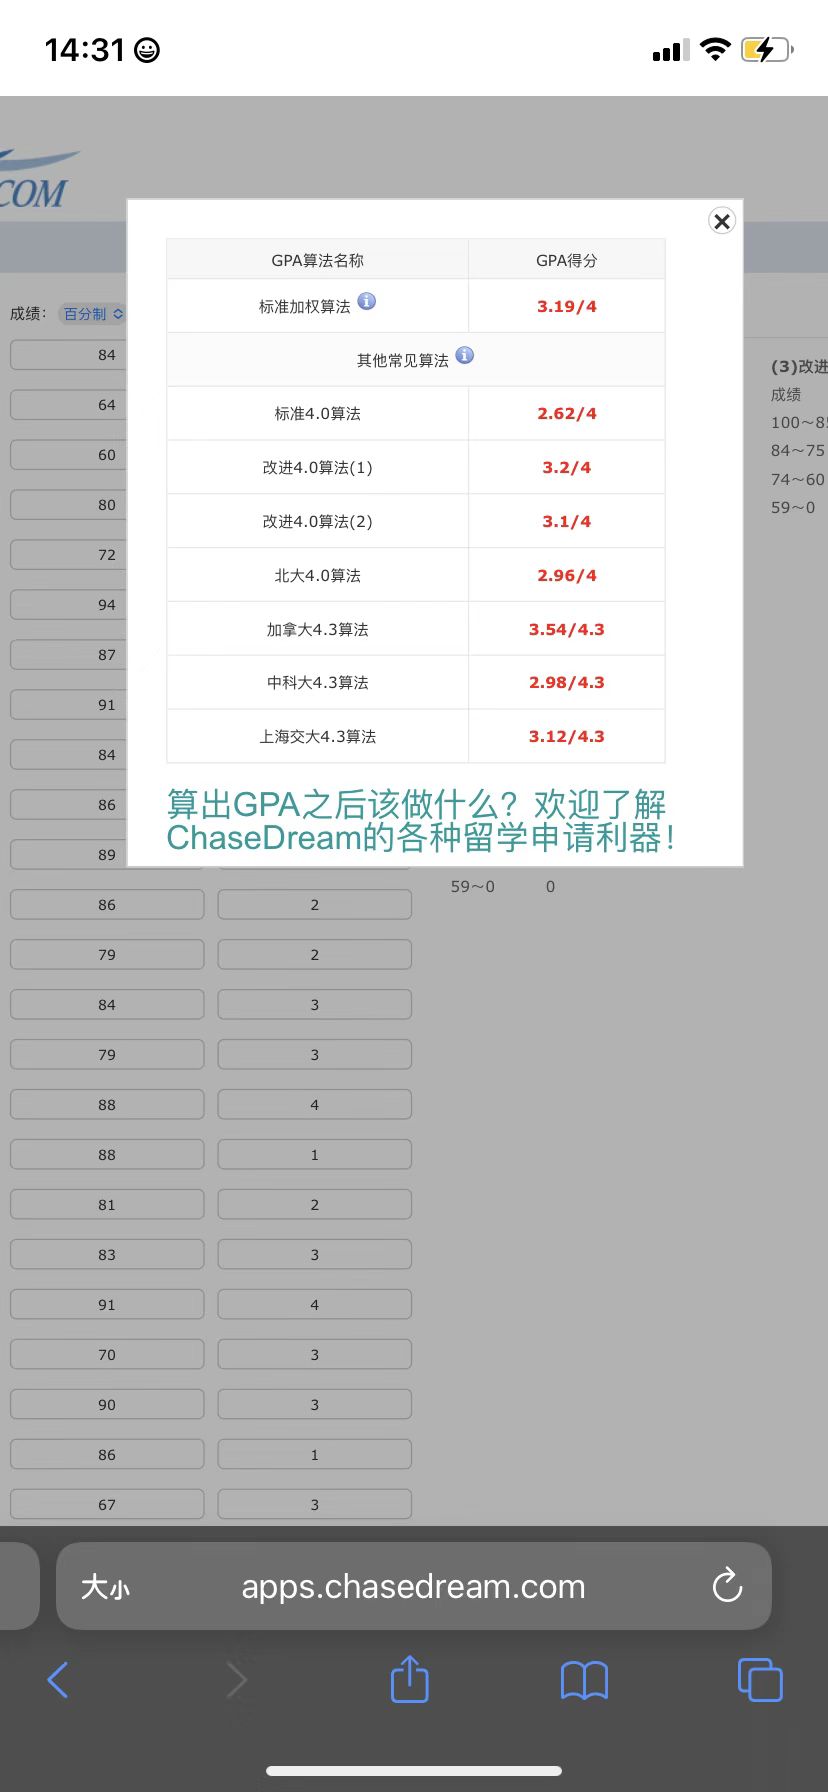 14:31
COM
GPA算法名称 GPA得分
标准加权算法 3.19/4
其他常见算法
标准4.0算法 2.62/4
改进4.0算法(1) 3.2/4
改进4.0算法(2) 3.1/4
北大4.0算法 2.96/4
加拿大4.3算法 3.54/4.3
中科大4.3算法 2.98/4.3
上海交大4.3算法 3.12/4.3
算出GPA之后该做什么？欢迎了解
ChaseDream的各种留学申请利器！
成绩： 百分制
84
64
60
80
72
94
87
91
84
86
89
86 2
79 2
84 3
79 3
88 4
88 1
81 2
83 3
91 4
70 3
90 3
86 1
67 3
(3)改进
成绩
100～85
84～75
74～60
59～0
59～0 0
大小 apps.chasedream.com